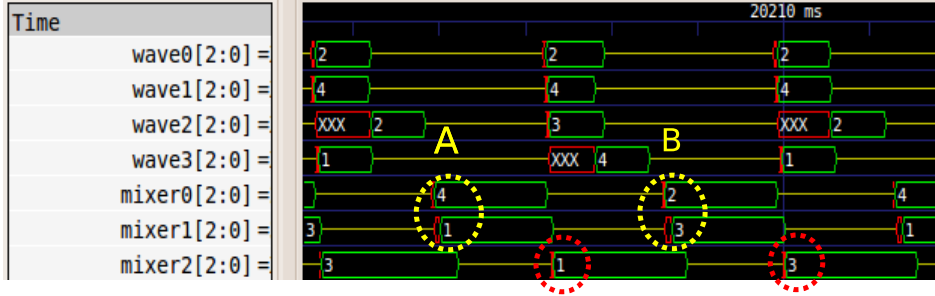 Time 20210 ms
wave0[2:0] = 2 2 2
wave1[2:0] = 4 4 4
wave2[2:0] = XXX 2 3 XXX 2
A B
wave3[2:0] = 1 XXX 4 1
mixer0[2:0] = 4 2 4
mixer1[2:0] = 3 1 3 1
mixer2[2:0] = 3 1 3